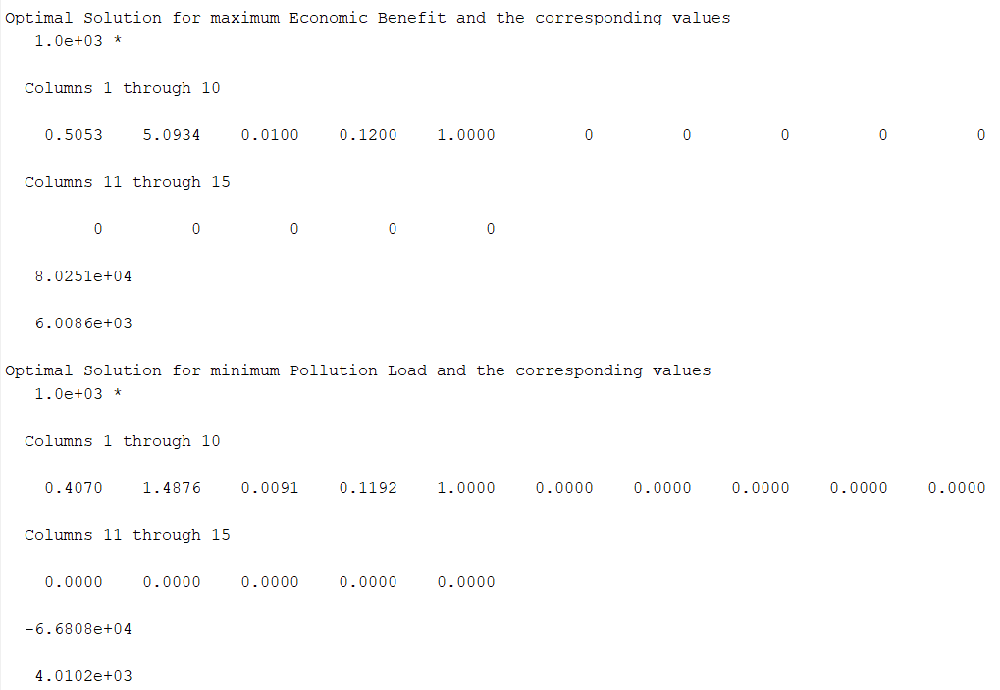 Optimal Solution for maximum Economic Benefit and the corresponding values
1.0e+03 *
Columns 1 through 10
0.5053 5.0934 0.0100 0.1200 1.0000 0 0 0 0 0
Columns 11 through 15
0 0 0 0 0
8.0251e+04
6.0086e+03
Optimal Solution for minimum Pollution Load and the corresponding values
1.0e+03 *
Columns 1 through 10
0.4070 1.4876 0.0091 0.1192 1.0000 0.0000 0.0000 0.0000 0.0000 0.0000
Columns 11 through 15
0.0000 0.0000 0.0000 0.0000 0.0000
-6.6808e+04
4.0102e+03